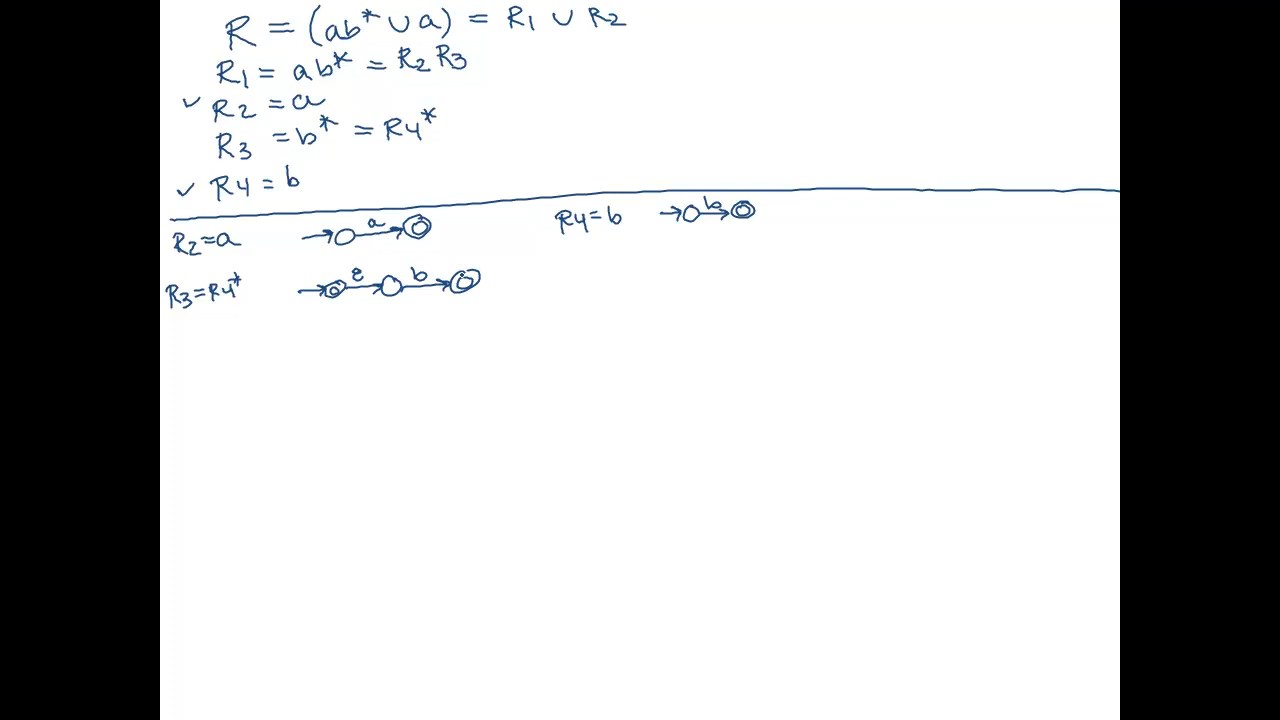 R = (ab* ∪ a) = R1 ∪ R2
R1 = ab* = R2 R3
✓ R2 = a
R3 = b* = R4*
✓ R4 = b
R2=a a R4=b b
R3=R4* ε b